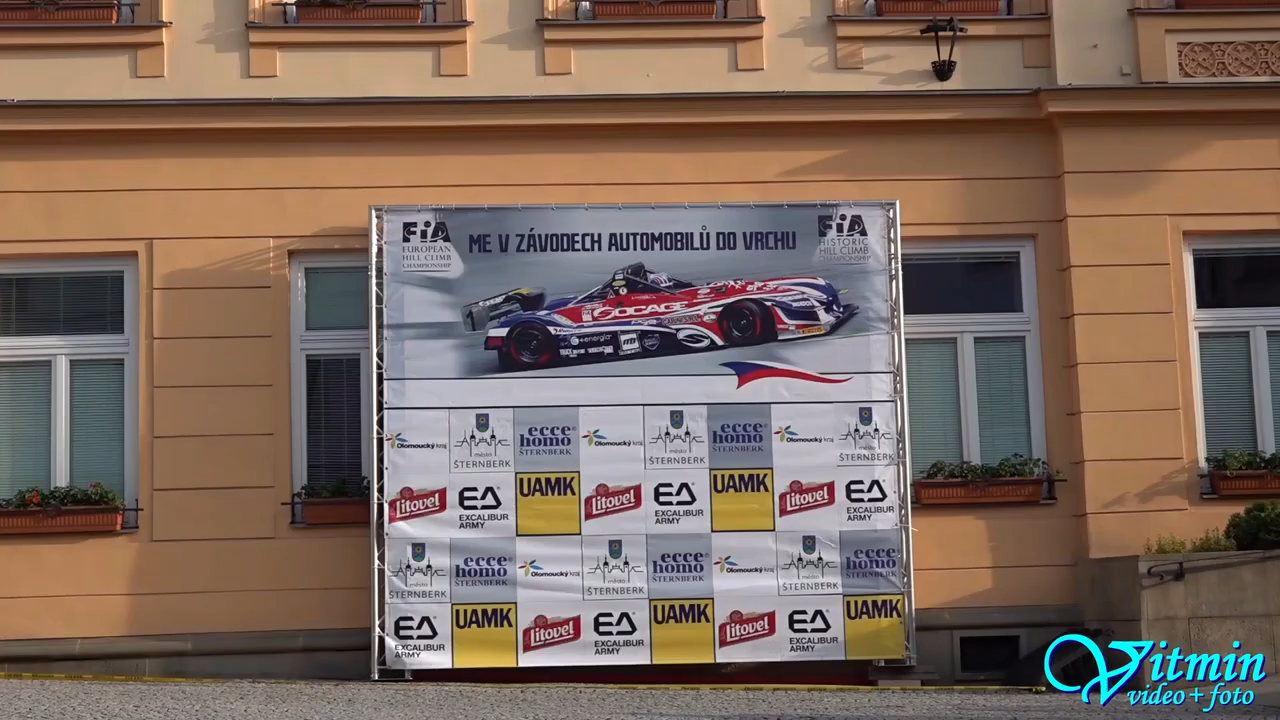 FiA
EUROPEAN
HILL CLIMB
CHAMPIONSHIP
ME V ZÁVODECH AUTOMOBILŮ DO VRCHU
FiA
HISTORIC
HILL CLIMB
CHAMPIONSHIP
SOCAGE
+energia
Olomoucký kraj
město
ŠTERNBERK
ecce homo
ŠTERNBERK
Olomoucký kraj
město
ŠTERNBERK
ecce homo
ŠTERNBERK
Olomoucký kraj
město
ŠTERNBERK
Litovel
EA
EXCALIBUR
ARMY
UAMK
Litovel
EA
EXCALIBUR
ARMY
UAMK
Litovel
EA
EXCALIBUR
ARMY
město
ŠTERNBERK
ecce homo
ŠTERNBERK
Olomoucký kraj
město
ŠTERNBERK
ecce homo
ŠTERNBERK
Olomoucký kraj
město
ŠTERNBERK
ecce homo
ŠTERNBERK
EA
EXCALIBUR
ARMY
UAMK
Litovel
EA
EXCALIBUR
ARMY
UAMK
Litovel
EA
EXCALIBUR
ARMY
UAMK
Vitmin
video + foto